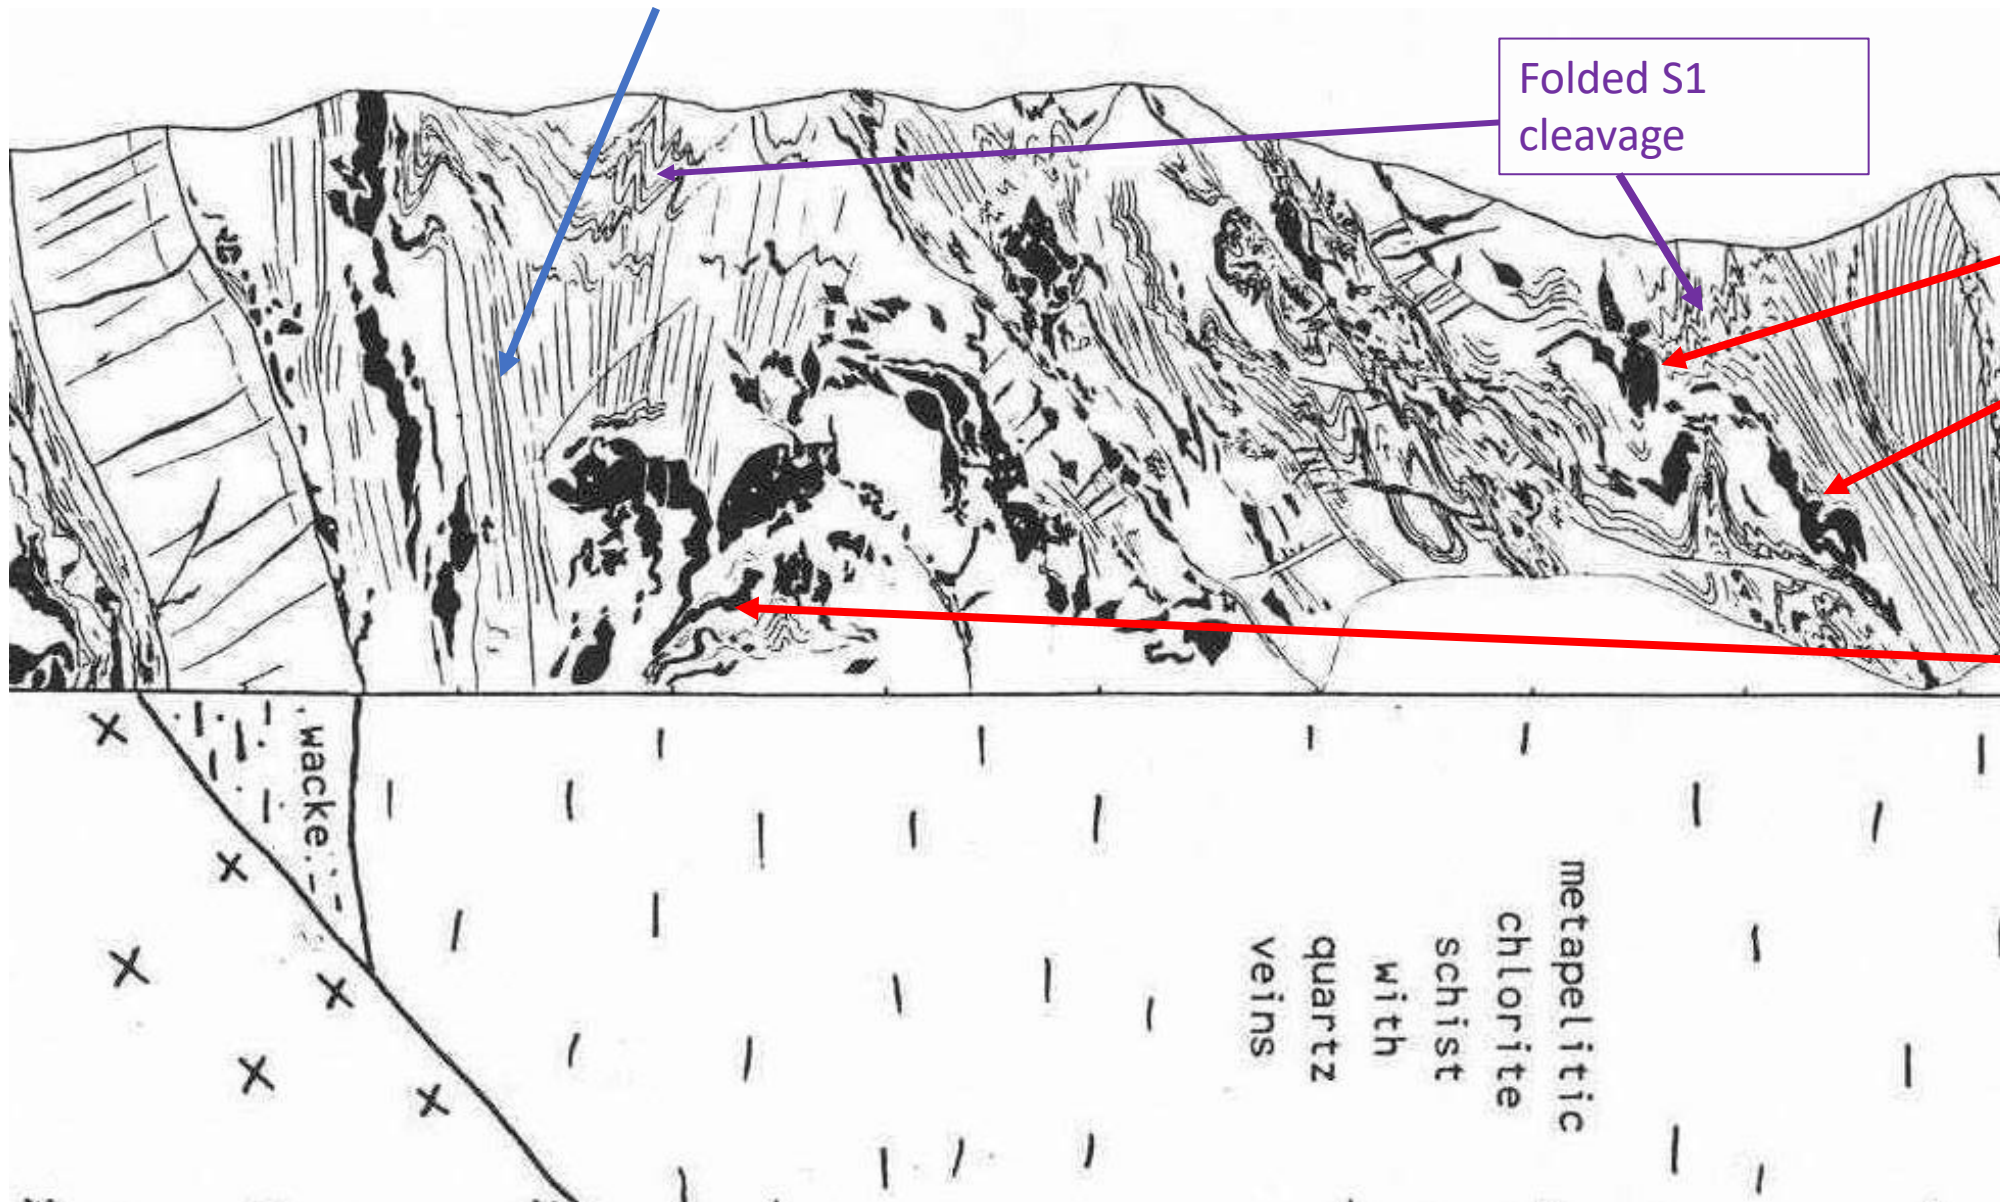 Folded S1
cleavage
wacke
metapelitic
chlorite
schist
with
quartz
veins